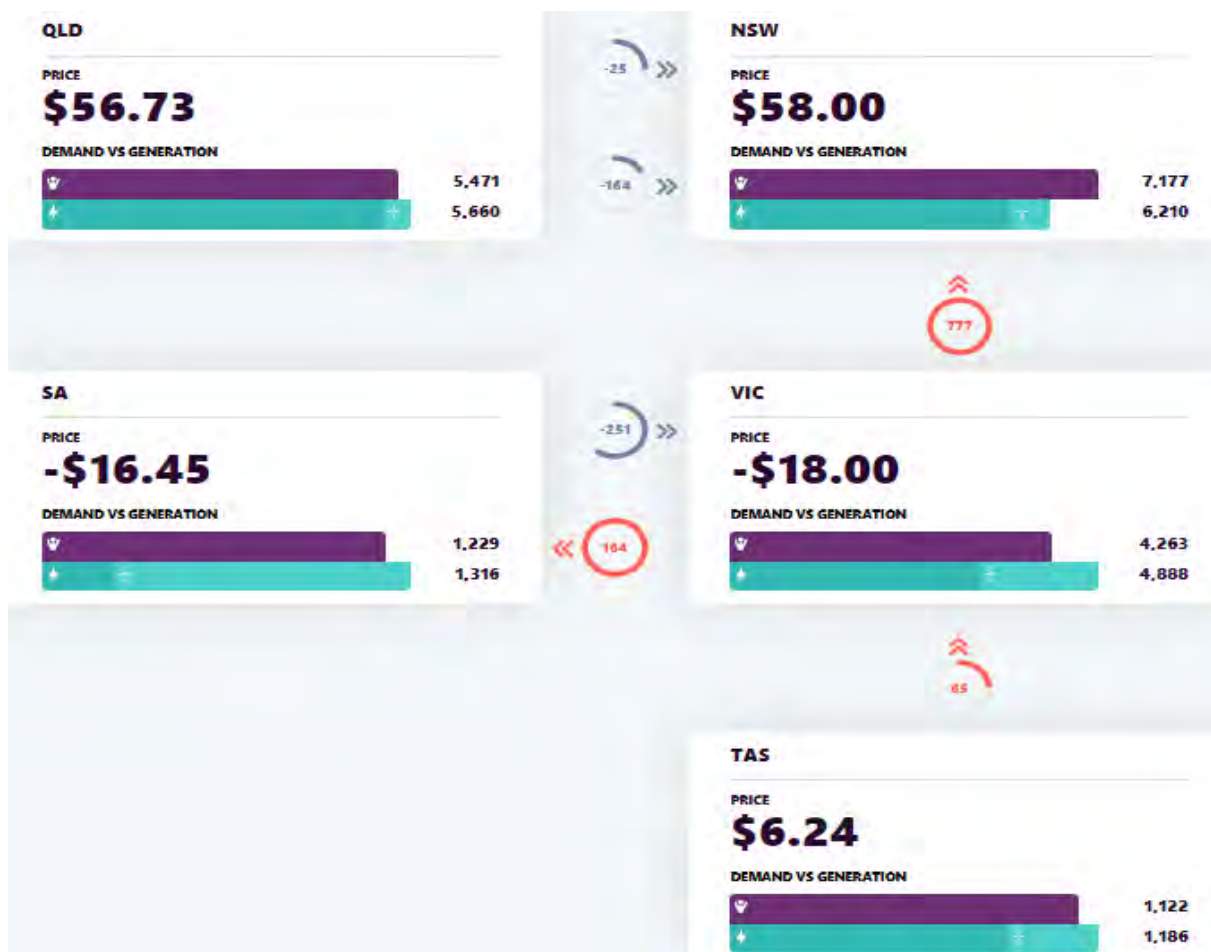 QLD
PRICE
$56.73
DEMAND VS GENERATION
5,471
5,660
-25
-164
NSW
PRICE
$58.00
DEMAND VS GENERATION
7,177
6,210
777
SA
PRICE
-$16.45
DEMAND VS GENERATION
1,229
1,316
-251
164
VIC
PRICE
-$18.00
DEMAND VS GENERATION
4,263
4,888
65
TAS
PRICE
$6.24
DEMAND VS GENERATION
1,122
1,186